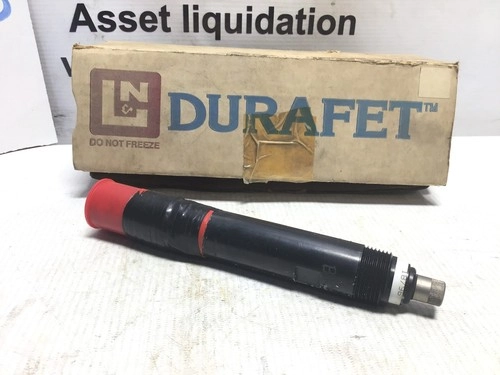 Asset liquidation
L&N
DURAFET™
DO NOT FREEZE